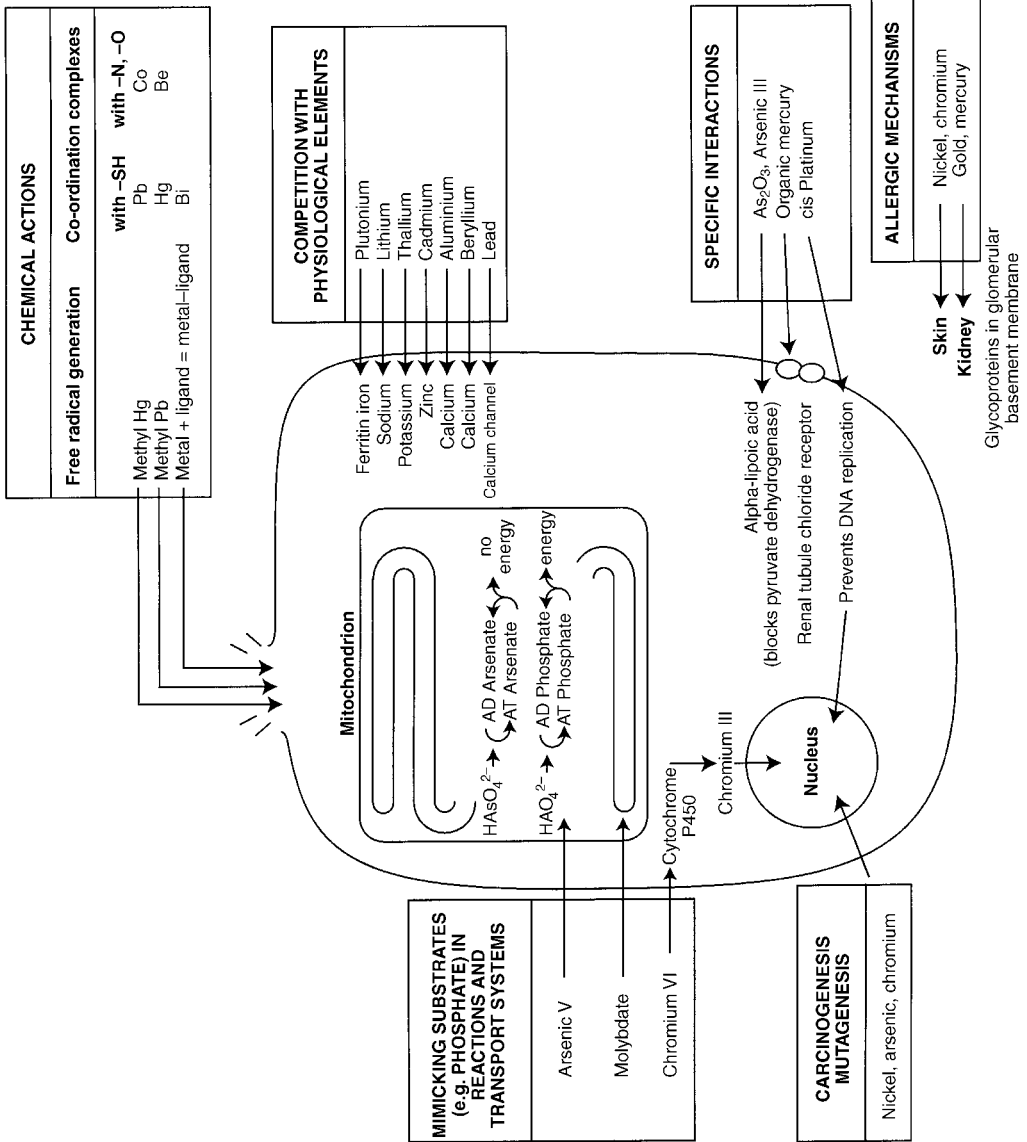 CHEMICAL ACTIONS
Free radical generation Co-ordination complexes
with –SH with –N, –O
Methyl Hg Pb Co
Methyl Pb Hg Be
Metal + ligand = metal–ligand Bi
COMPETITION WITH
PHYSIOLOGICAL ELEMENTS
Ferritin iron Plutonium
Sodium Lithium
Potassium Thallium
Zinc Cadmium
Calcium Aluminium
Calcium Beryllium
Calcium channel Lead
Mitochondrion
HAsO₄²⁻ AD Arsenate no
AT Arsenate energy
HAO₄²⁻ AD Phosphate energy
AT Phosphate
MIMICKING SUBSTRATES
(e.g. PHOSPHATE) IN
REACTIONS AND
TRANSPORT SYSTEMS
Arsenic V
Molybdate
Chromium VI
Cytochrome
P450
Chromium III
Nucleus
SPECIFIC INTERACTIONS
As₂O₃, Arsenic III
Organic mercury
cis Platinum
Alpha-lipoic acid
(blocks pyruvate dehydrogenase)
Renal tubule chloride receptor
Prevents DNA replication
CARCINOGENESIS
MUTAGENESIS
Nickel, arsenic, chromium
ALLERGIC MECHANISMS
Skin Nickel, chromium
Kidney Gold, mercury
Glycoproteins in glomerular
basement membrane